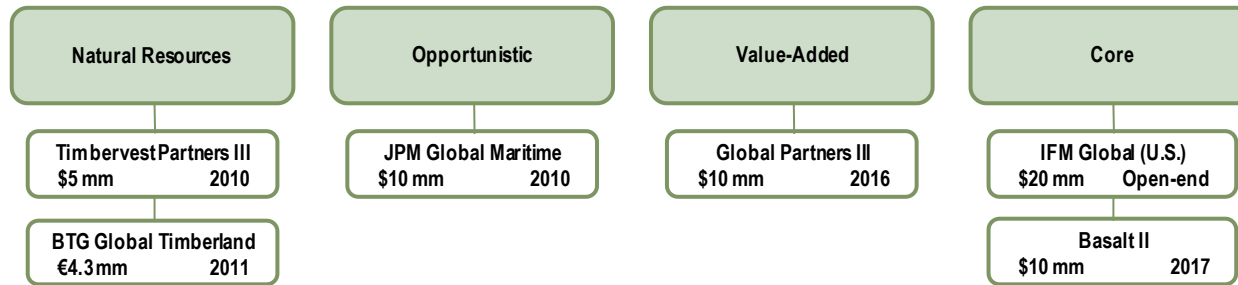 Natural Resources
Timbervest Partners III
$5 mm 2010
BTG Global Timberland
€4.3 mm 2011
Opportunistic
JPM Global Maritime
$10 mm 2010
Value-Added
Global Partners III
$10 mm 2016
Core
IFM Global (U.S.)
$20 mm Open-end
Basalt II
$10 mm 2017